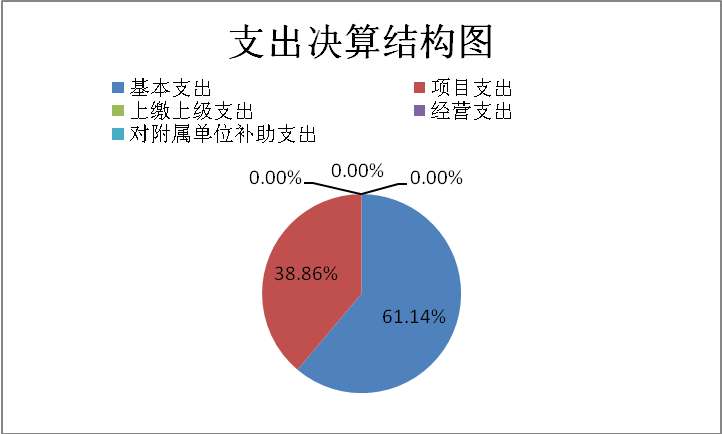 支出决算结构图
基本支出 项目支出
上缴上级支出 经营支出
对附属单位补助支出
0.00% 0.00% 0.00%
38.86%
61.14%